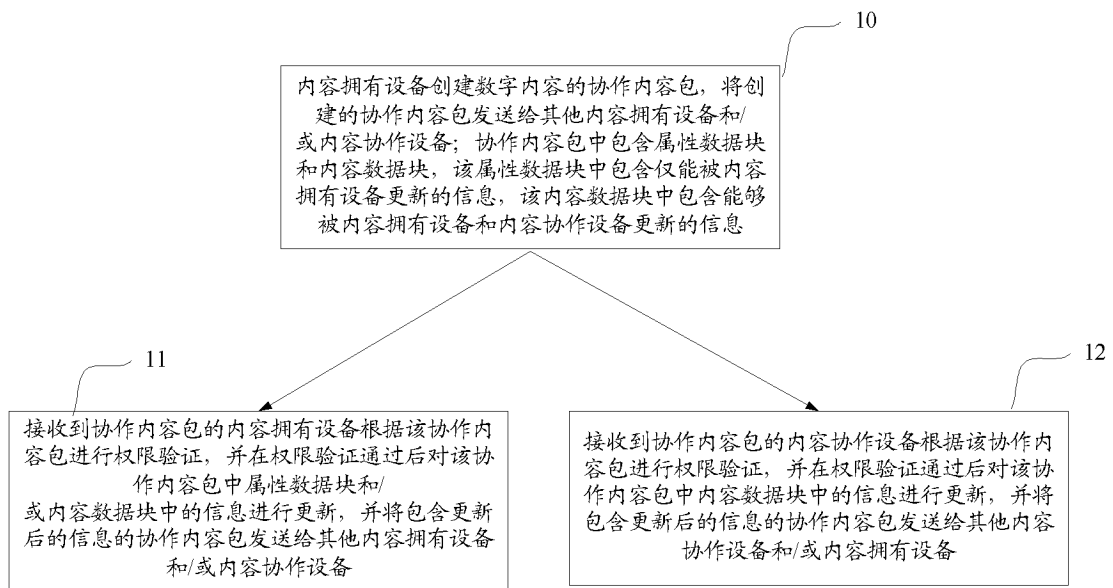 10
内容拥有设备创建数字内容的协作内容包，将创
建的协作内容包发送给其他内容拥有设备和/
或内容协作设备；协作内容包中包含属性数据块
和内容数据块，该属性数据块中包含仅能被内容
拥有设备更新的信息，该内容数据块中包含能够
被内容拥有设备和内容协作设备更新的信息
11
接收到协作内容包的内容拥有设备根据该协作内
容包进行权限验证，并在权限验证通过后对该协
作内容包中属性数据块和/
或内容数据块中的信息进行更新，并将包含更新
后的信息的协作内容包发送给其他内容拥有设备
和/或内容协作设备
12
接收到协作内容包的内容协作设备根据该协作内
容包进行权限验证，并在权限验证通过后对该协
作内容包中内容数据块中的信息进行更新，并将
包含更新后的信息的协作内容包发送给其他内容
协作设备和/或内容拥有设备